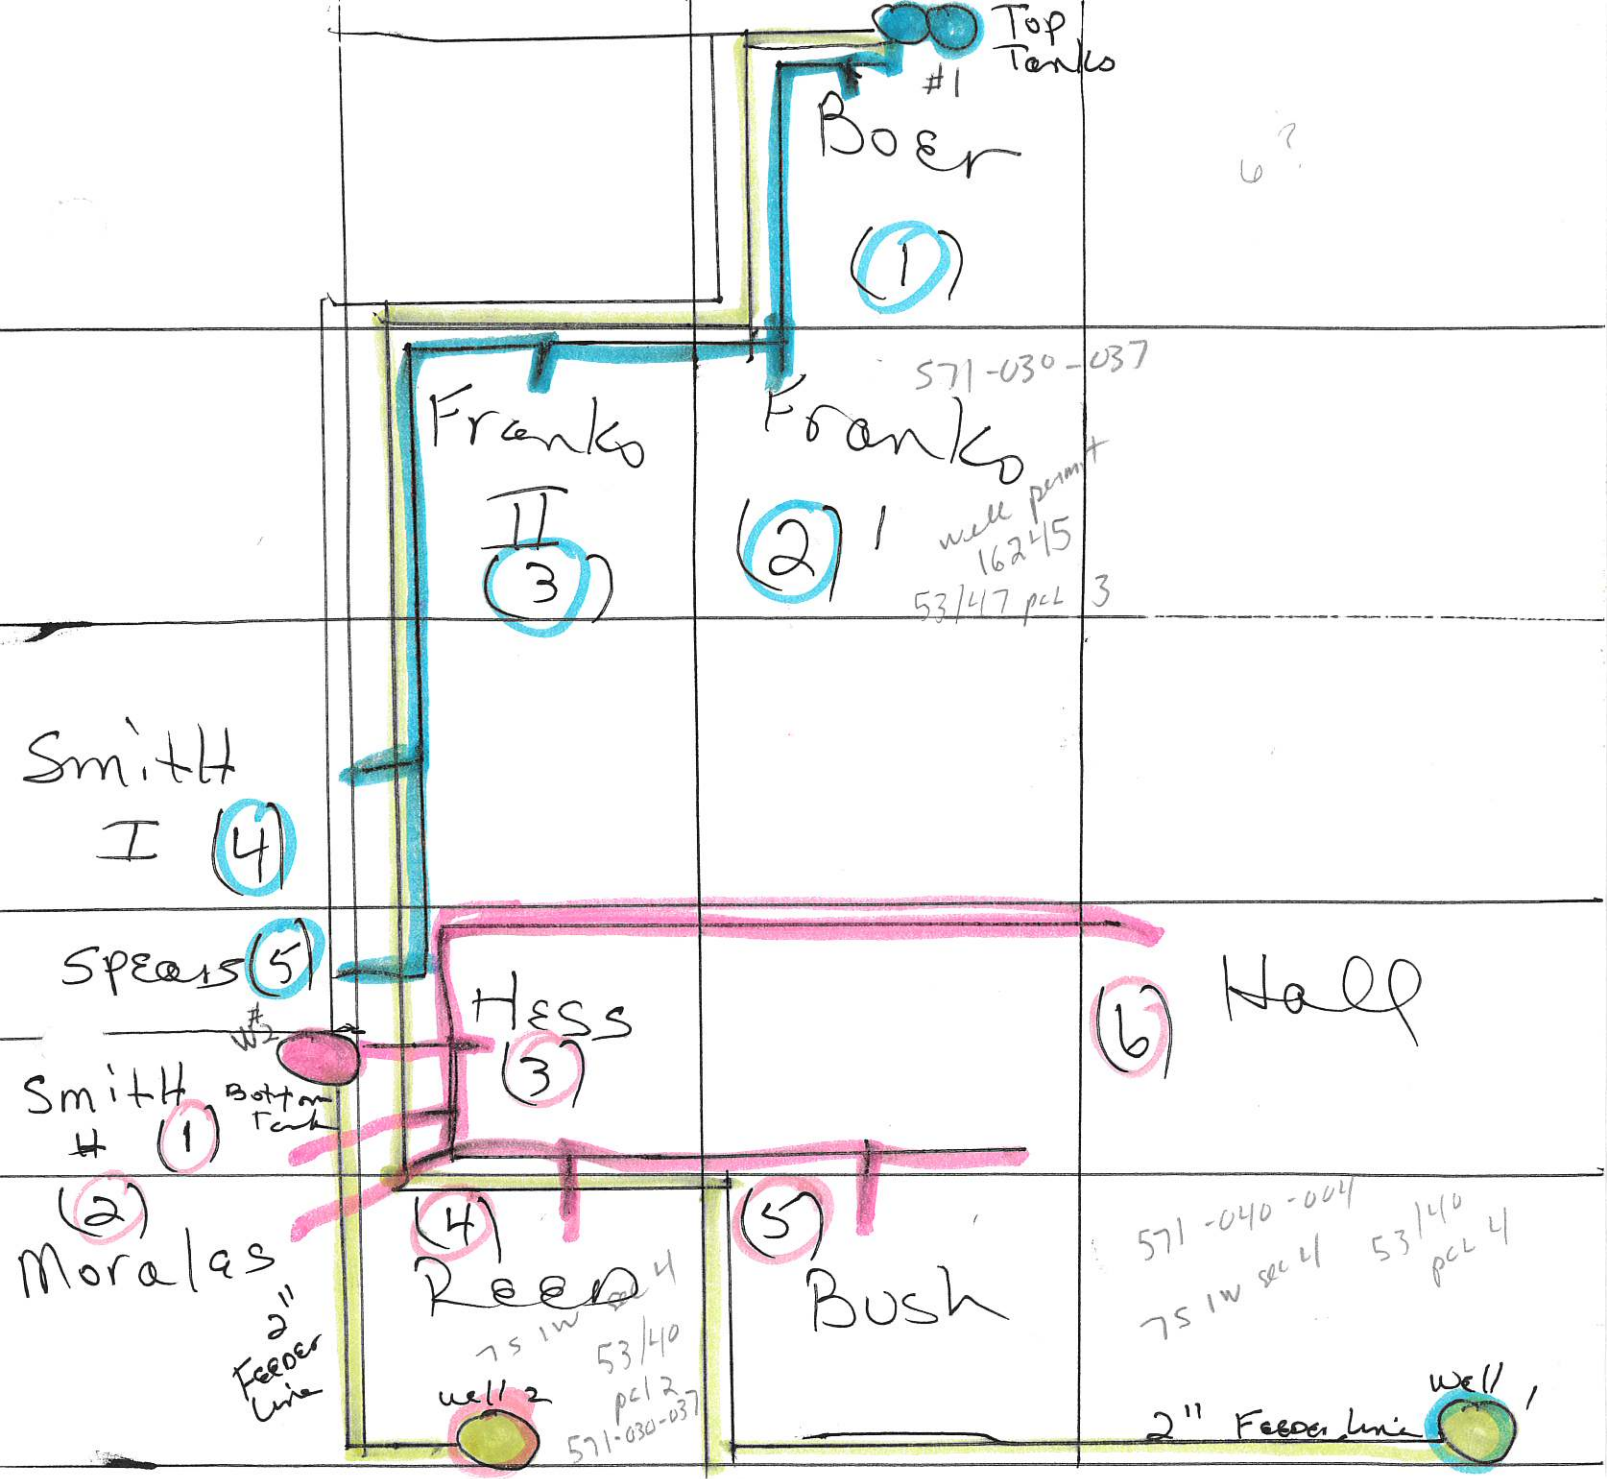 Top
Tanks
#1
Boer
6 ?
(1)
571-030-037
Franko
II
(3)
Franko
(2) 1
well permit
16245
53/47 pcl 3
Smith
I (4)
Spears (5)
#
W2
Hess
(3)
(6) Hall
Smith
II (1)
Bottom
Tank
(2)
Moralas
(4)
Reed
(5)
Bush
7S 1W sec 4
53/40
pcl 2
571-030-037
571-040-004
53/40
pcl 4
7S 1W sec 4
2"
Feeder
Line
well 2
Well 1
2" Feeder Line